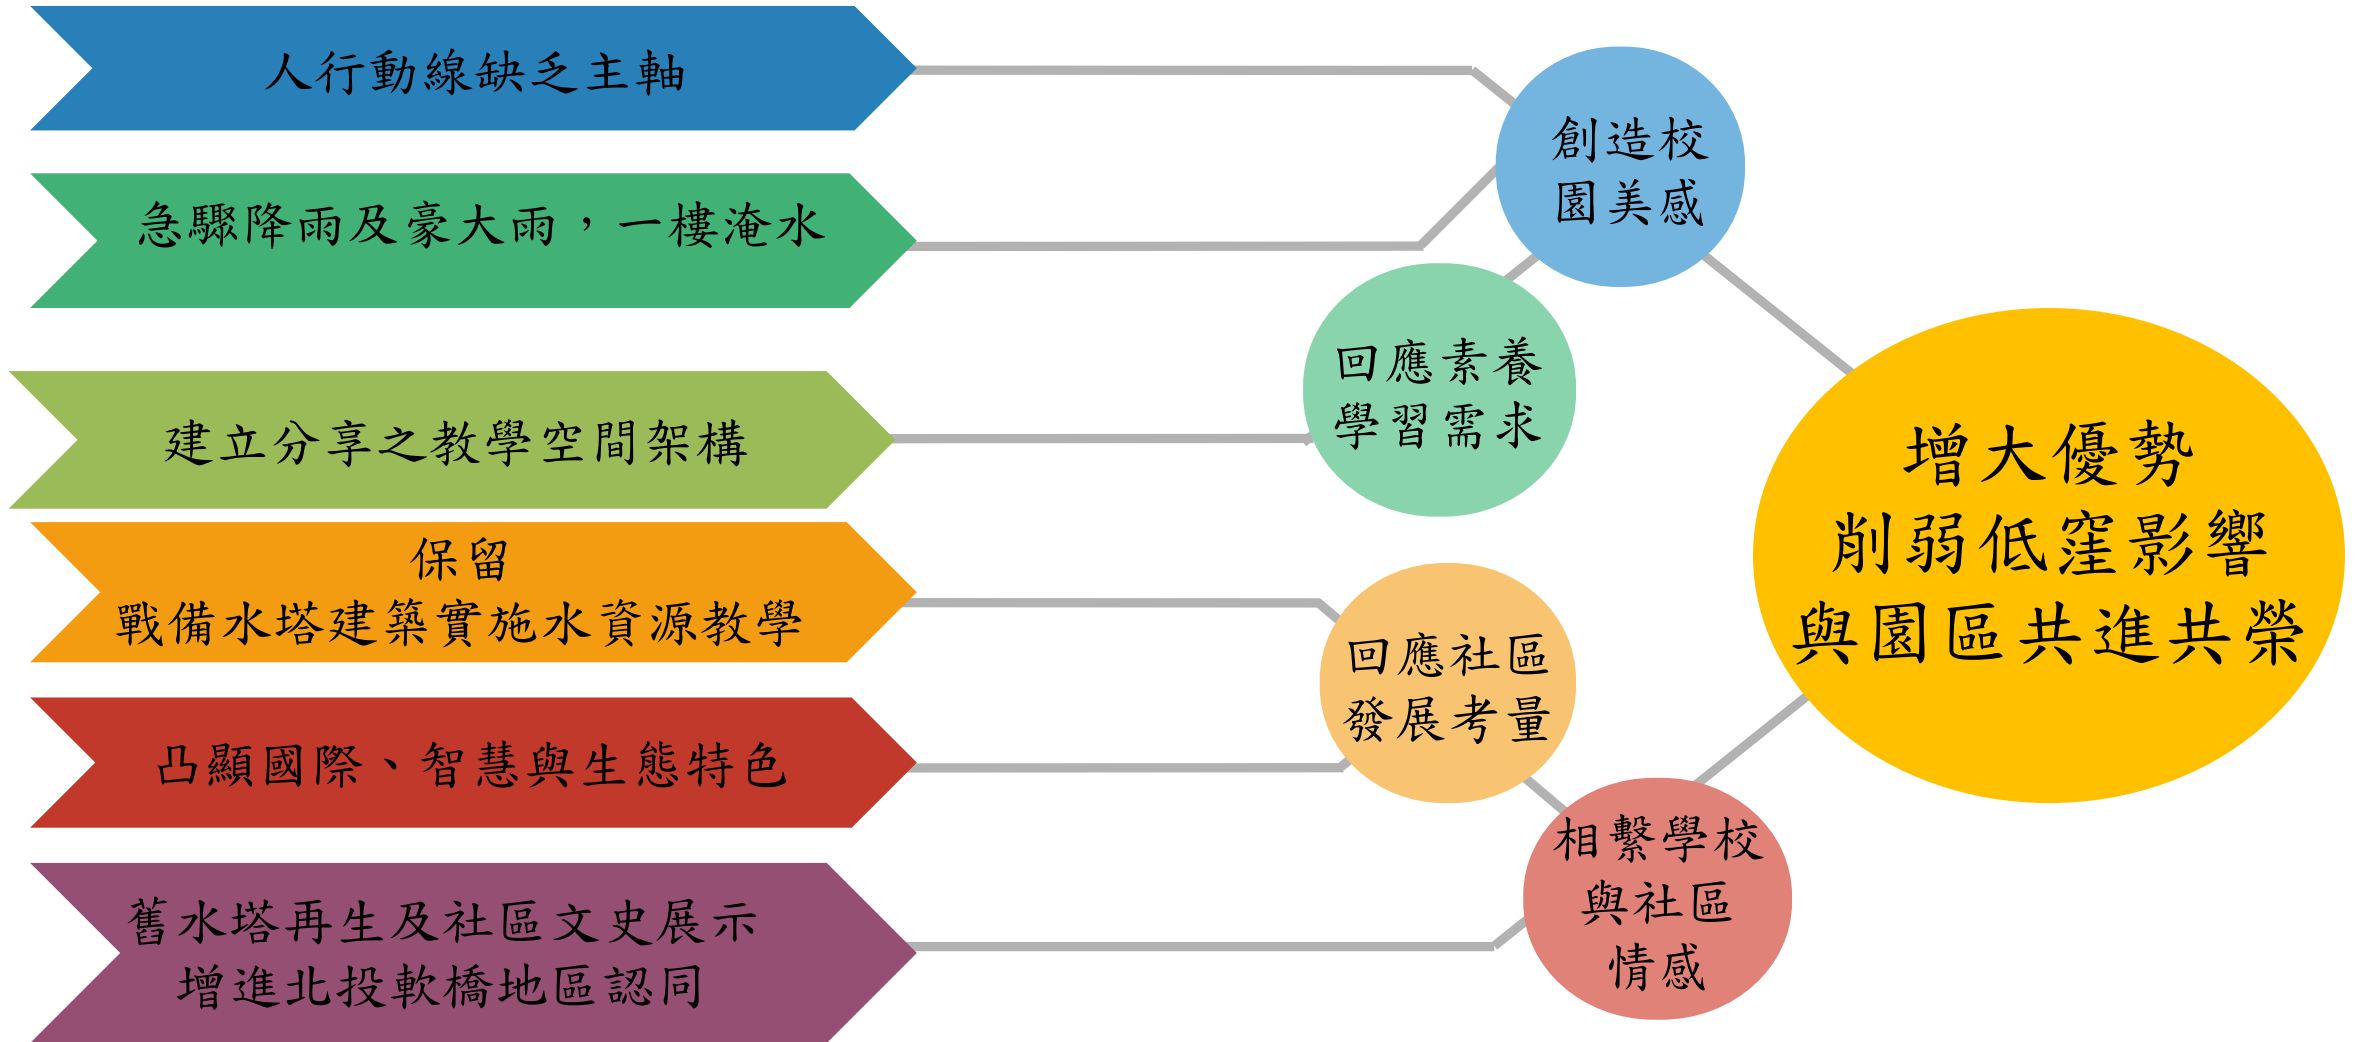 人行動線缺乏主軸
急驟降雨及豪大雨，一樓淹水
建立分享之教學空間架構
保留
戰備水塔建築實施水資源教學
凸顯國際、智慧與生態特色
舊水塔再生及社區文史展示
增進北投軟橋地區認同
創造校
園美感
回應素養
學習需求
回應社區
發展考量
相繫學校
與社區
情感
增大優勢
削弱低窪影響
與園區共進共榮